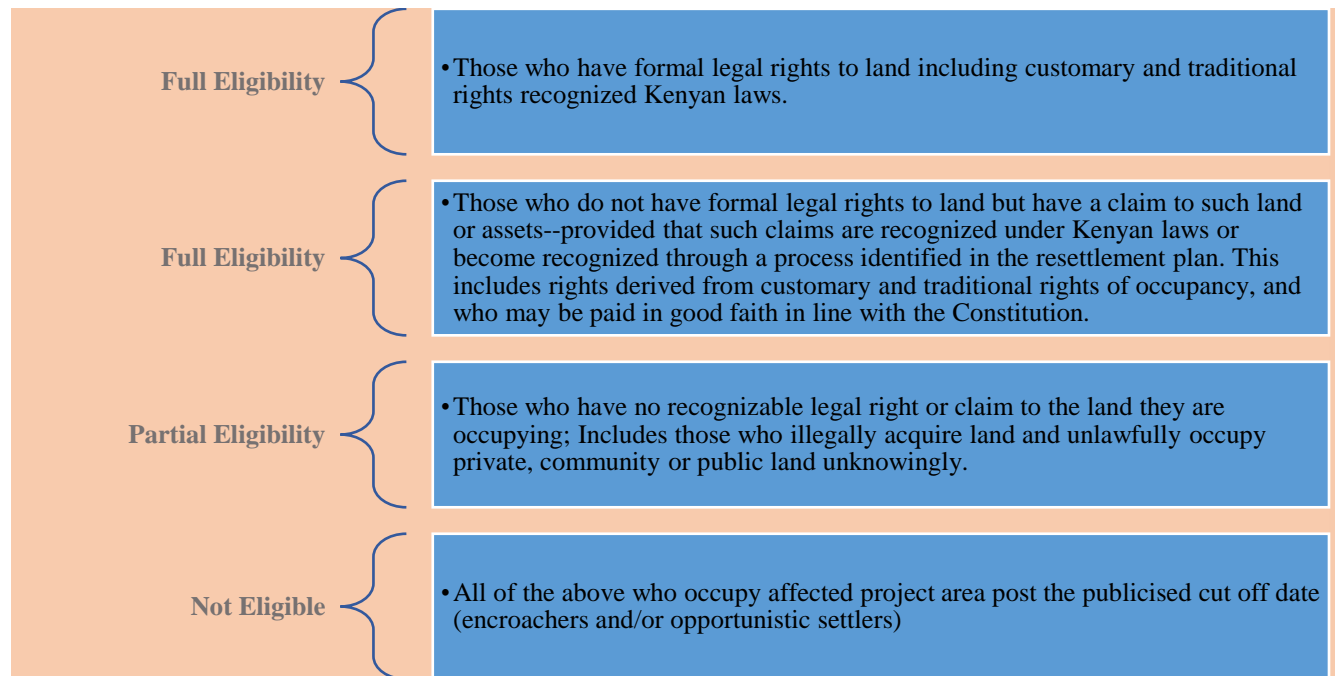 Full Eligibility
•Those who have formal legal rights to land including customary and traditional
rights recognized Kenyan laws.
Full Eligibility
•Those who do not have formal legal rights to land but have a claim to such land
or assets--provided that such claims are recognized under Kenyan laws or
become recognized through a process identified in the resettlement plan. This
includes rights derived from customary and traditional rights of occupancy, and
who may be paid in good faith in line with the Constitution.
Partial Eligibility
•Those who have no recognizable legal right or claim to the land they are
occupying; Includes those who illegally acquire land and unlawfully occupy
private, community or public land unknowingly.
Not Eligible
•All of the above who occupy affected project area post the publicised cut off date
(encroachers and/or opportunistic settlers)